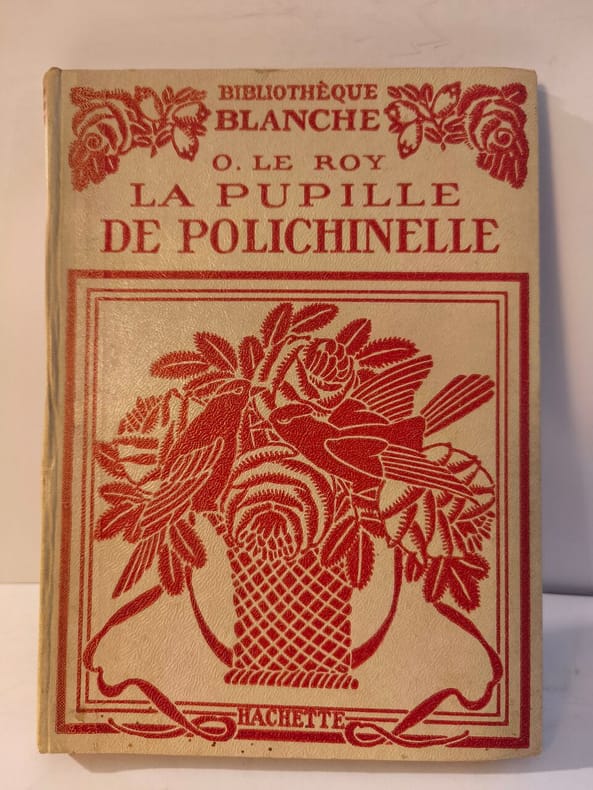 BIBLIOTHÈQUE
BLANCHE
O. LE ROY
LA PUPILLE
DE POLICHINELLE
HACHETTE